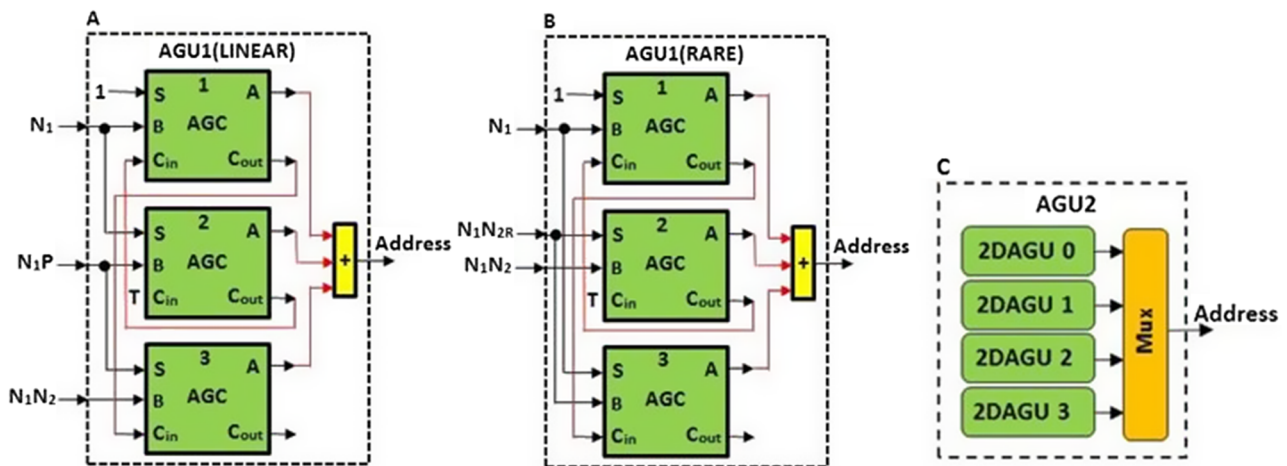 A
AGU1(LINEAR)
1
S 1 A
N1
B AGC
Cin Cout
2
S A
N1P
B AGC
T
Cin Cout
+
Address
3
S A
N1N2
B AGC
Cin Cout
B
AGU1(RARE)
1
S 1 A
N1
B AGC
Cin Cout
2
N1N2R
S A
N1N2
B AGC
T
Cin Cout
+
Address
3
S A
B AGC
Cin Cout
C
AGU2
2DAGU 0
2DAGU 1
2DAGU 2
2DAGU 3
Mux
Address